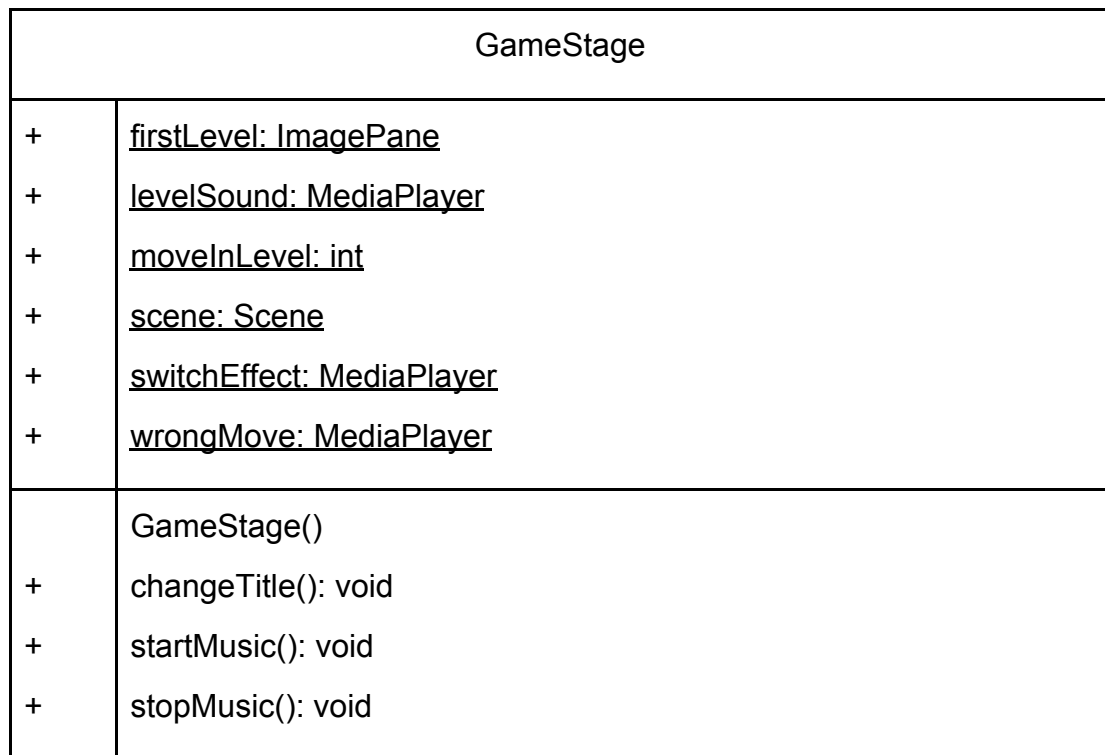 GameStage
+ firstLevel: ImagePane
+ levelSound: MediaPlayer
+ moveInLevel: int
+ scene: Scene
+ switchEffect: MediaPlayer
+ wrongMove: MediaPlayer
GameStage()
+ changeTitle(): void
+ startMusic(): void
+ stopMusic(): void